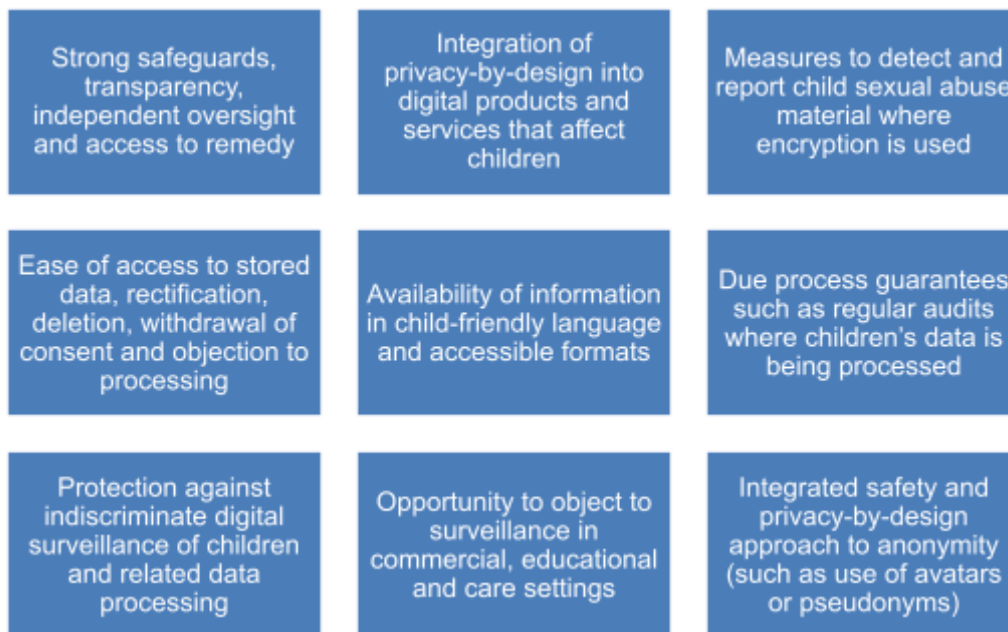 Strong safeguards,
transparency,
independent oversight
and access to remedy
Integration of
privacy-by-design into
digital products and
services that affect
children
Measures to detect and
report child sexual abuse
material where
encryption is used
Ease of access to stored
data, rectification,
deletion, withdrawal of
consent and objection to
processing
Availability of information
in child-friendly language
and accessible formats
Due process guarantees
such as regular audits
where children's data is
being processed
Protection against
indiscriminate digital
surveillance of children
and related data
processing
Opportunity to object to
surveillance in
commercial, educational
and care settings
Integrated safety and
privacy-by-design
approach to anonymity
(such as use of avatars
or pseudonyms)